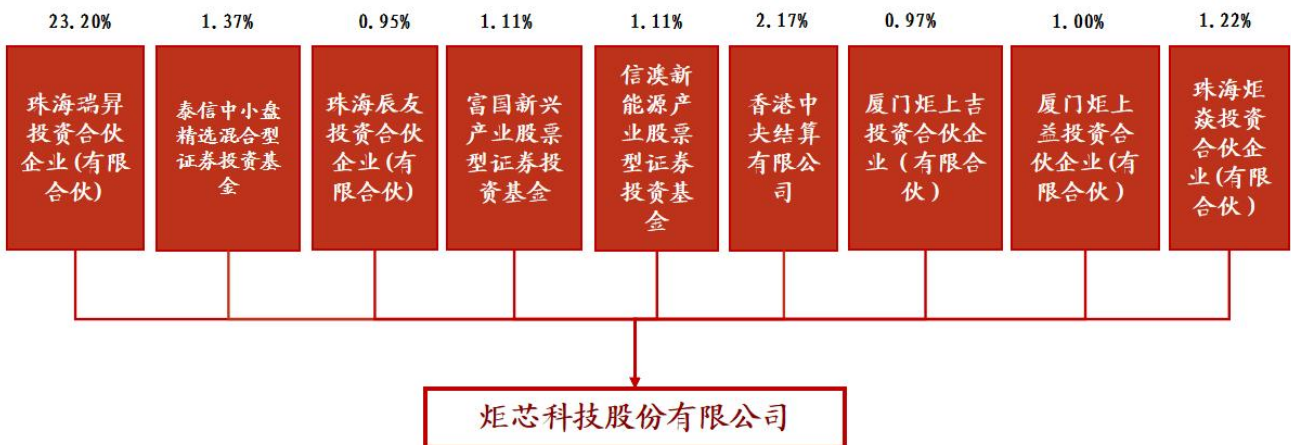 23.20%
1.37%
0.95%
1.11%
1.11%
2.17%
0.97%
1.00%
1.22%
珠海瑞昇
投资合伙
企业(有限
合伙)
泰信中小盘
精选混合型
证券投资基
金
珠海辰友
投资合伙
企业(有
限合伙)
富国新兴
产业股票
型证券投
资基金
信澳新
能源产
业股票
型证券
投资基
金
香港中
央结算
有限公
司
厦门炬上吉
投资合伙企
业（有限合
伙）
厦门炬上
益投资合
伙企业(有
限合伙)
珠海炬
焱投资
合伙企
业(有限
合伙）
炬芯科技股份有限公司